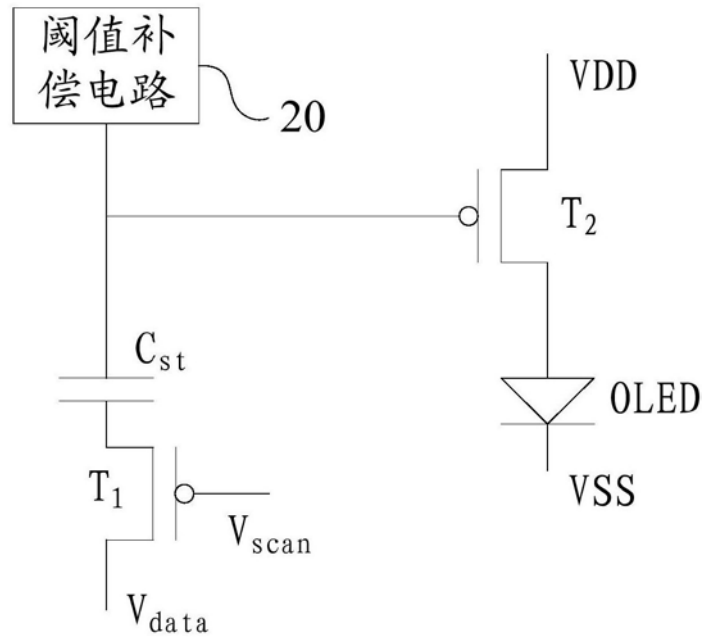 阈值补
偿电路
20
VDD
T₂
Cst
OLED
T₁
VSS
Vscan
Vdata